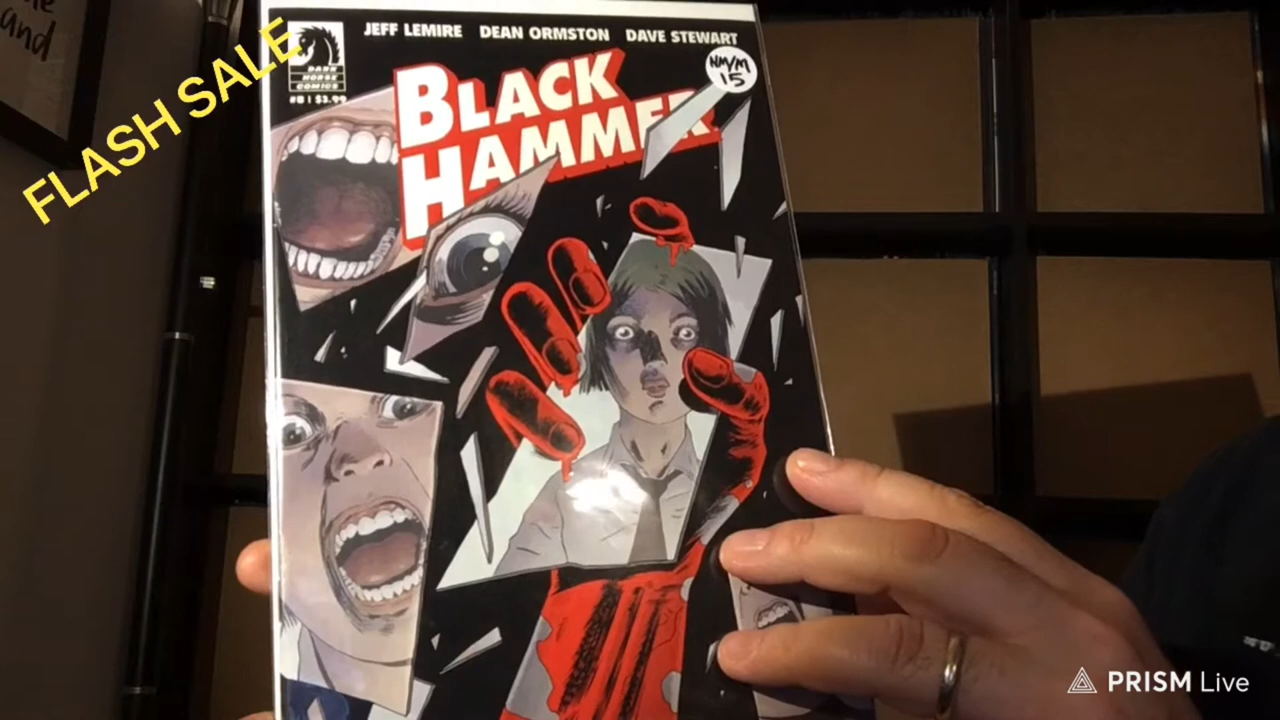 and
FLASH SALE
JEFF LEMIRE DEAN ORMSTON DAVE STEWART
DARK
HORSE
COMICS
#8 | $3.99
NM/M
15
BLACK
HAMMER
PRISM Live